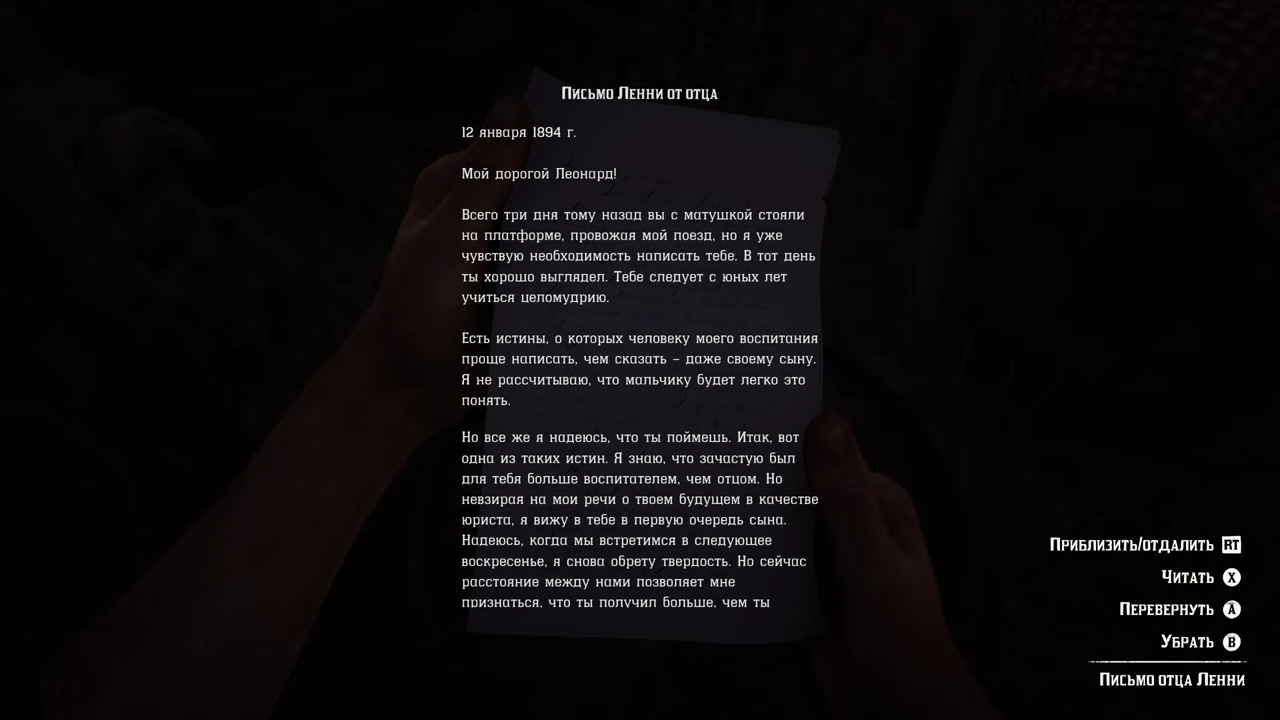 Письмо Ленни от отца
12 января 1894 г.
Мой дорогой Леонард!
Всего три дня тому назад вы с матушкой стояли
на платформе, провожая мой поезд, но я уже
чувствую необходимость написать тебе. В тот день
ты хорошо выглядел. Тебе следует с юных лет
учиться целомудрию.
Есть истины, о которых человеку моего воспитания
проще написать, чем сказать – даже своему сыну.
Я не рассчитываю, что мальчику будет легко это
понять.
Но все же я надеюсь, что ты поймешь. Итак, вот
одна из таких истин. Я знаю, что зачастую был
для тебя больше воспитателем, чем отцом. Но
невзирая на мои речи о твоем будущем в качестве
юриста, я вижу в тебе в первую очередь сына.
Надеюсь, когда мы встретимся в следующее
воскресенье, я снова обрету твердость. Но сейчас
расстояние между нами позволяет мне
признаться, что ты получил больше, чем ты
Приблизить/отдалить RT
Читать X
Перевернуть A
Убрать B
Письмо отца Ленни